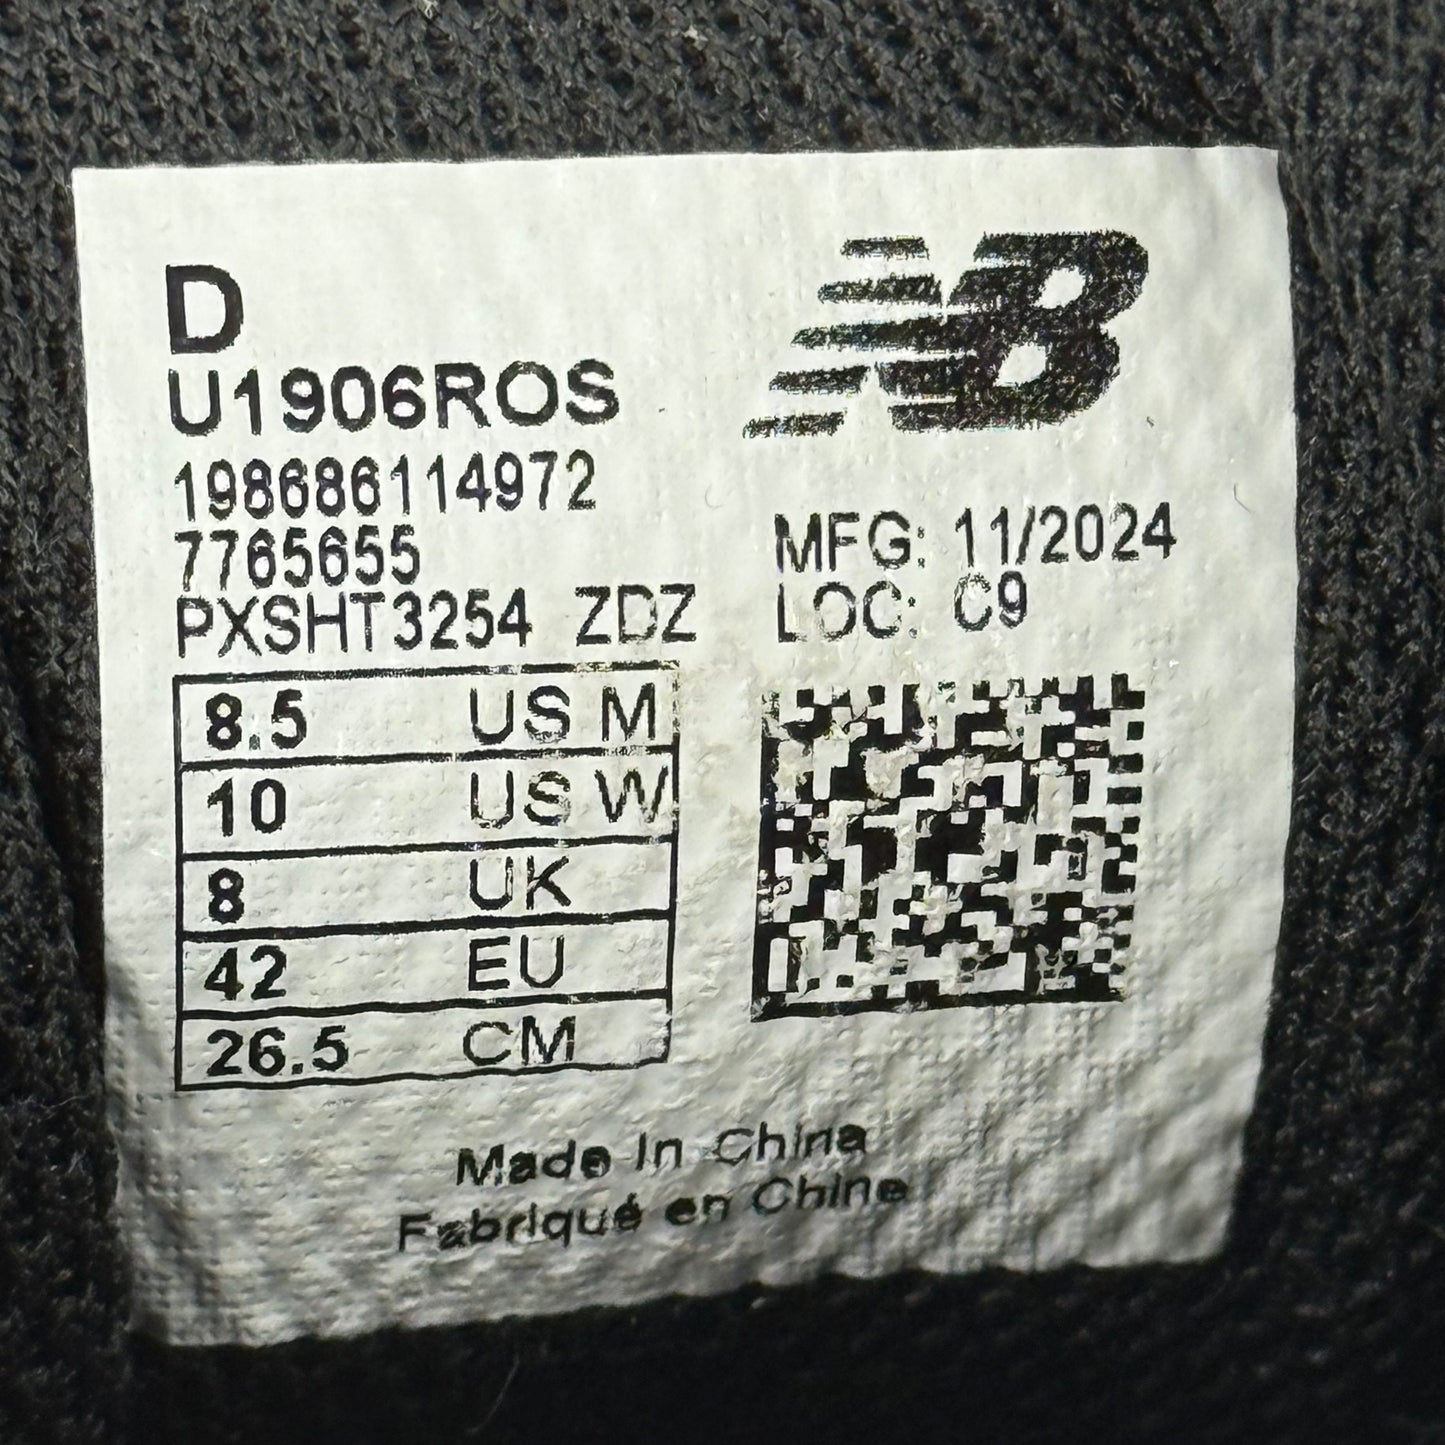 D
NB
U1906ROS
198686114972
7765655
PXSHT3254 ZDZ
MFG: 11/2024
LOC: C9
8.5 US M
10 US W
8 UK
42 EU
26.5 CM
Made In China
Fabriqué en Chine